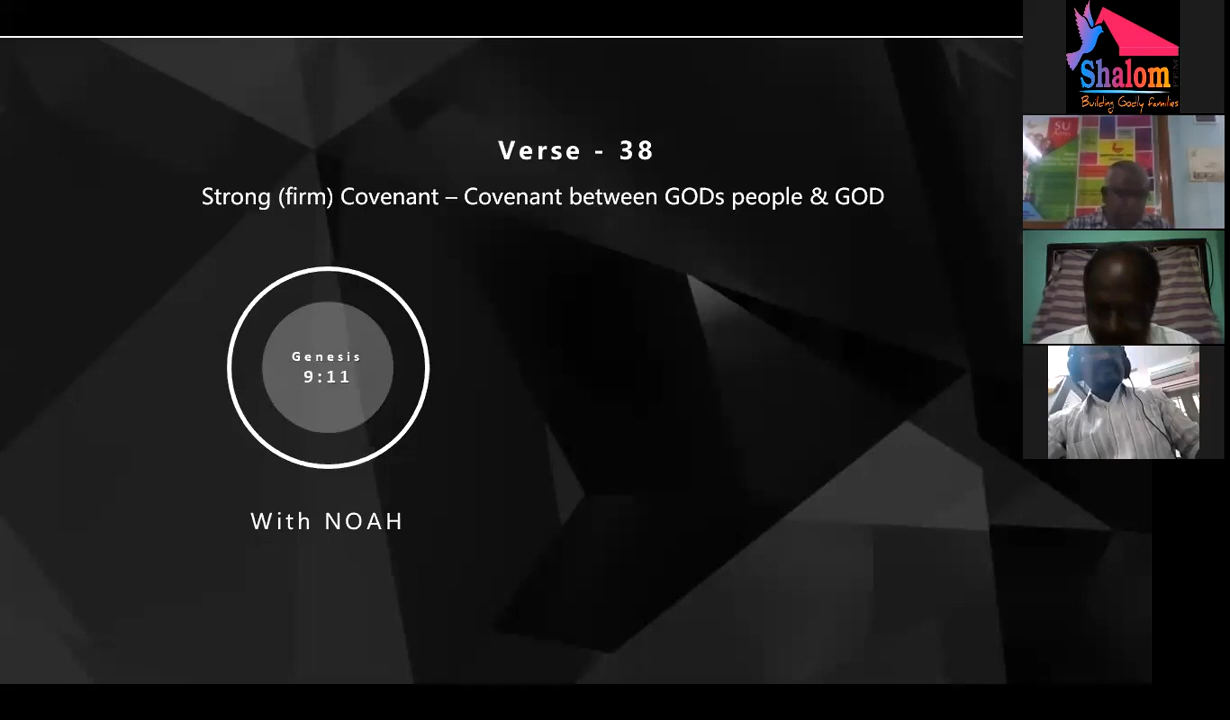 Verse - 38
Strong (firm) Covenant – Covenant between GODs people & GOD
Genesis
9:11
With NOAH
Shalom
Building Godly families
SU